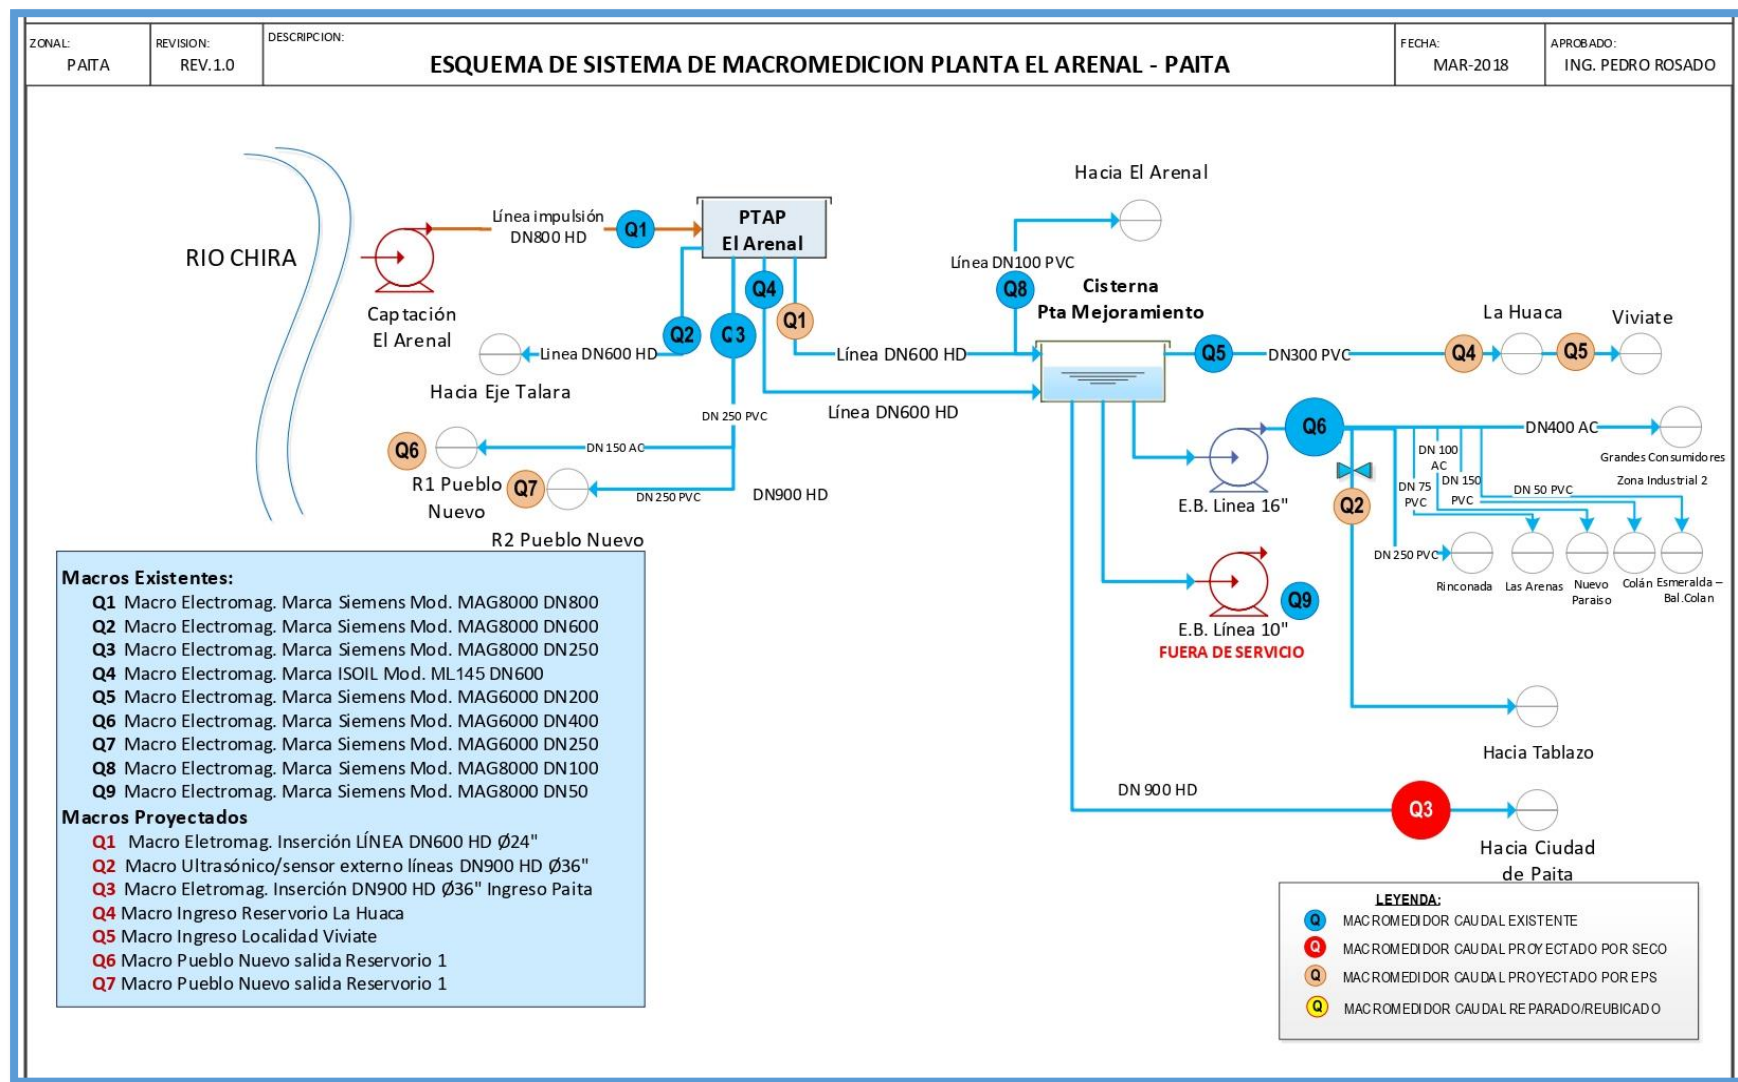 ZONAL:
PAITA
REVISION:
REV.1.0
DESCRIPCION:
ESQUEMA DE SISTEMA DE MACROMEDICION PLANTA EL ARENAL - PAITA
FECHA:
MAR-2018
APROBADO:
ING. PEDRO ROSADO
RIO CHIRA
Captación
El Arenal
Línea impulsión
DN800 HD
Q1
PTAP
El Arenal
Q2
Q3
Q4
Q1
Linea DN600 HD
Hacia Eje Talara
DN 250 PVC
Q6
DN 150 AC
R1 Pueblo
Nuevo
Q7
DN 250 PVC
DN900 HD
R2 Pueblo Nuevo
Hacia El Arenal
Línea DN100 PVC
Q8
Cisterna
Pta Mejoramiento
Línea DN600 HD
Línea DN600 HD
Q5
DN300 PVC
Q4
La Huaca
Q5
Viviate
Q6
DN400 AC
Grandes Consumidores
Zona Industrial 2
E.B. Linea 16"
Q2
DN 75
PVC
DN 100
AC
DN 150
PVC
DN 50 PVC
DN 250 PVC
Rinconada
Las Arenas
Nuevo
Paraiso
Colán
Esmeralda –
Bal.Colan
Q9
E.B. Línea 10"
FUERA DE SERVICIO
Hacia Tablazo
DN 900 HD
Q3
Hacia Ciudad
de Paita
Macros Existentes:
Q1 Macro Electromag. Marca Siemens Mod. MAG8000 DN800
Q2 Macro Electromag. Marca Siemens Mod. MAG8000 DN600
Q3 Macro Electromag. Marca Siemens Mod. MAG8000 DN250
Q4 Macro Electromag. Marca ISOIL Mod. ML145 DN600
Q5 Macro Electromag. Marca Siemens Mod. MAG6000 DN200
Q6 Macro Electromag. Marca Siemens Mod. MAG6000 DN400
Q7 Macro Electromag. Marca Siemens Mod. MAG6000 DN250
Q8 Macro Electromag. Marca Siemens Mod. MAG8000 DN100
Q9 Macro Electromag. Marca Siemens Mod. MAG8000 DN50
Macros Proyectados
Q1 Macro Eletromag. Inserción LÍNEA DN600 HD Ø24"
Q2 Macro Ultrasónico/sensor externo líneas DN900 HD Ø36"
Q3 Macro Eletromag. Inserción DN900 HD Ø36" Ingreso Paita
Q4 Macro Ingreso Reservorio La Huaca
Q5 Macro Ingreso Localidad Viviate
Q6 Macro Pueblo Nuevo salida Reservorio 1
Q7 Macro Pueblo Nuevo salida Reservorio 1
LEYENDA:
Q MACROMEDIDOR CAUDAL EXISTENTE
Q MACROMEDIDOR CAUDAL PROYECTADO POR SECO
Q MACROMEDIDOR CAUDAL PROYECTADO POR EPS
Q MACROMEDIDOR CAUDAL REPARADO/REUBICADO